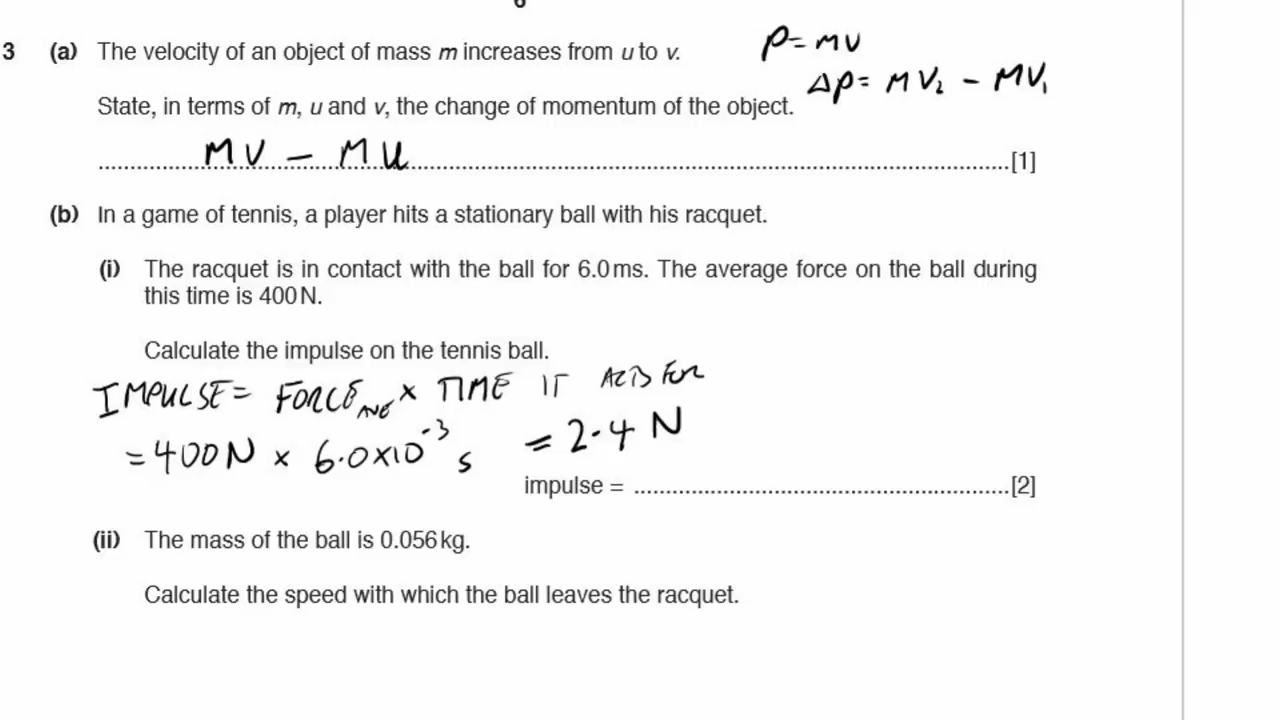 6
3 (a) The velocity of an object of mass m increases from u to v.
P = MV
ΔP = MV₂ - MV₁
State, in terms of m, u and v, the change of momentum of the object.
MV - MU [1]
(b) In a game of tennis, a player hits a stationary ball with his racquet.
(i) The racquet is in contact with the ball for 6.0 ms. The average force on the ball during
this time is 400 N.
Calculate the impulse on the tennis ball.
IMPULSE = FORCE AVE × TIME IT ACTS FOR
= 400 N × 6.0×10⁻³ s = 2.4 N
impulse = ........................................................[2]
(ii) The mass of the ball is 0.056 kg.
Calculate the speed with which the ball leaves the racquet.